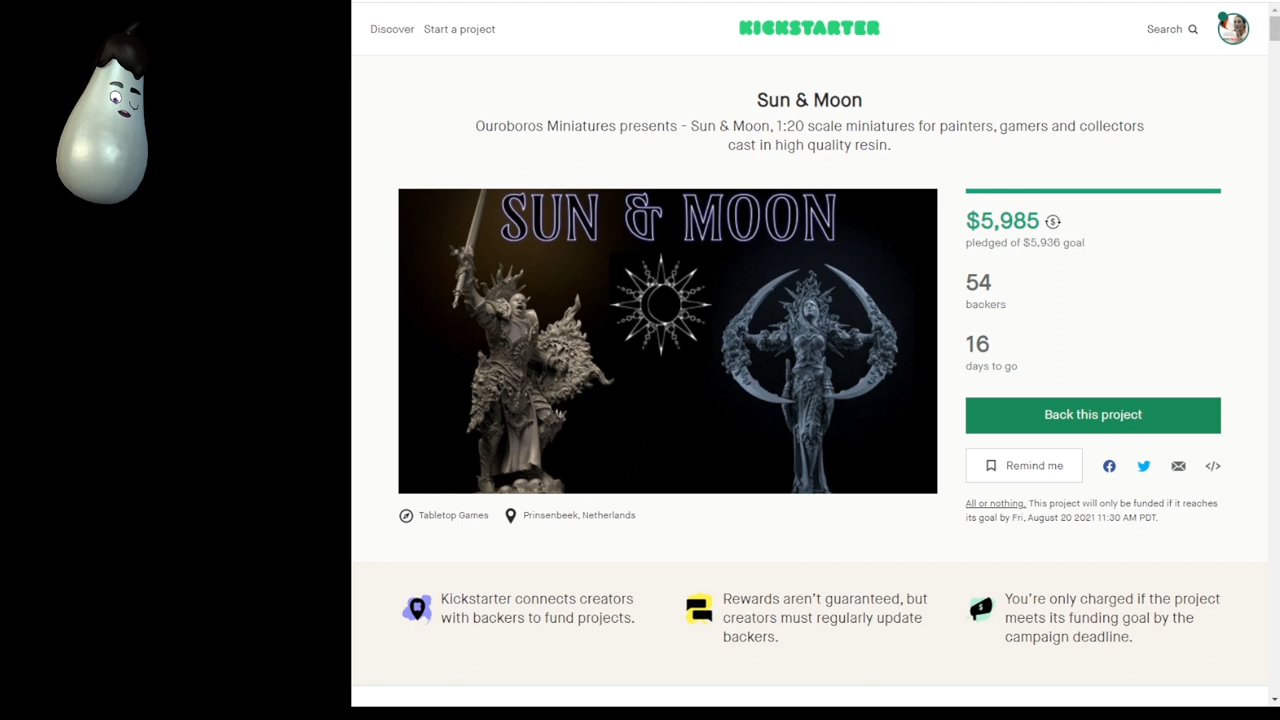 Discover Start a project
KICKSTARTER
Search
Sun & Moon
Ouroboros Miniatures presents - Sun & Moon, 1:20 scale miniatures for painters, gamers and collectors
cast in high quality resin.
SUN & MOON
$5,985
pledged of $5,936 goal
54
backers
16
days to go
Back this project
Remind me
All or nothing. This project will only be funded if it reaches
its goal by Fri, August 20 2021 11:30 AM PDT.
Tabletop Games Prinsenbeek, Netherlands
Kickstarter connects creators
with backers to fund projects.
Rewards aren't guaranteed, but
creators must regularly update
backers.
You're only charged if the project
meets its funding goal by the
campaign deadline.